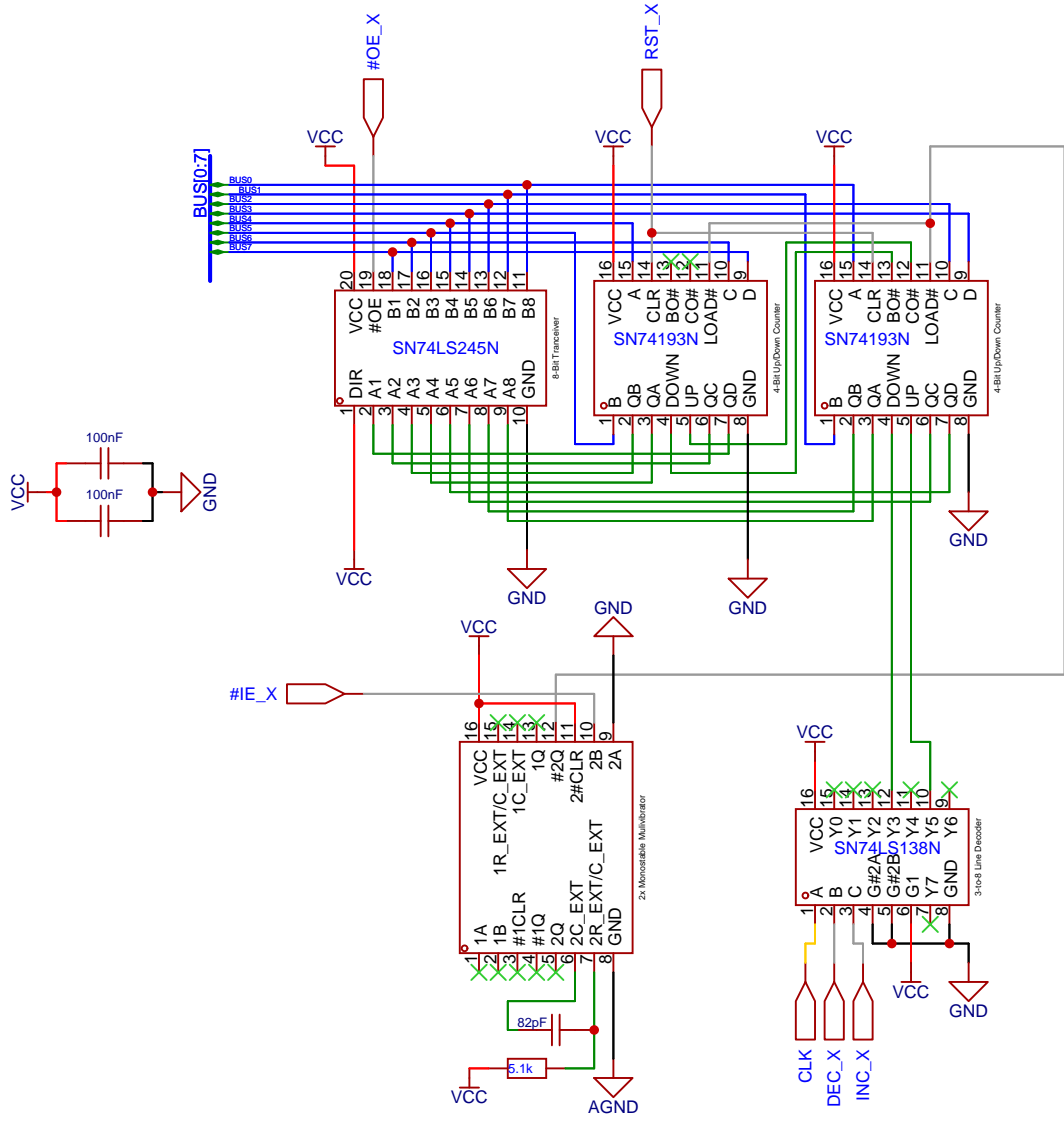 #OE_X
RST_X
VCC
VCC
VCC
BUS[0:7]
BUS0
BUS1
BUS2
BUS3
BUS4
BUS5
BUS6
BUS7
20 19 18 17 16 15 14 13 12 11
VCC #OE B1 B2 B3 B4 B5 B6 B7 B8
SN74LS245N
8-Bit Tranceiver
DIR A1 A2 A3 A4 A5 A6 A7 A8 GND
1 2 3 4 5 6 7 8 9 10
16 15 14 13 12 11 10 9
VCC A CLR BO# CO# LOAD# C D
SN74193N
4-Bit Up/Down Counter
B QB QA DOWN UP QC QD GND
1 2 3 4 5 6 7 8
16 15 14 13 12 11 10 9
VCC A CLR BO# CO# LOAD# C D
SN74193N
4-Bit Up/Down Counter
B QB QA DOWN UP QC QD GND
1 2 3 4 5 6 7 8
100nF
VCC
100nF
GND
VCC
GND
GND
GND
VCC
GND
#IE_X
16 15 14 13 12 11 10 9
VCC 1R_EXT/C_EXT 1C_EXT 1Q #2Q 2#CLR 2B 2A
2x Monostable Mulivibrator
1A 1B #1CLR #1Q 2Q 2C_EXT 2R_EXT/C_EXT GND
1 2 3 4 5 6 7 8
82pF
5.1k
VCC
AGND
VCC
16 15 14 13 12 11 10 9
VCC Y0 Y1 Y2 Y3 Y4 Y5 Y6
SN74LS138N
3-to-8 Line Decoder
A B C G#2A G#2B G1 Y7 GND
1 2 3 4 5 6 7 8
VCC
GND
CLK
DEC_X
INC_X